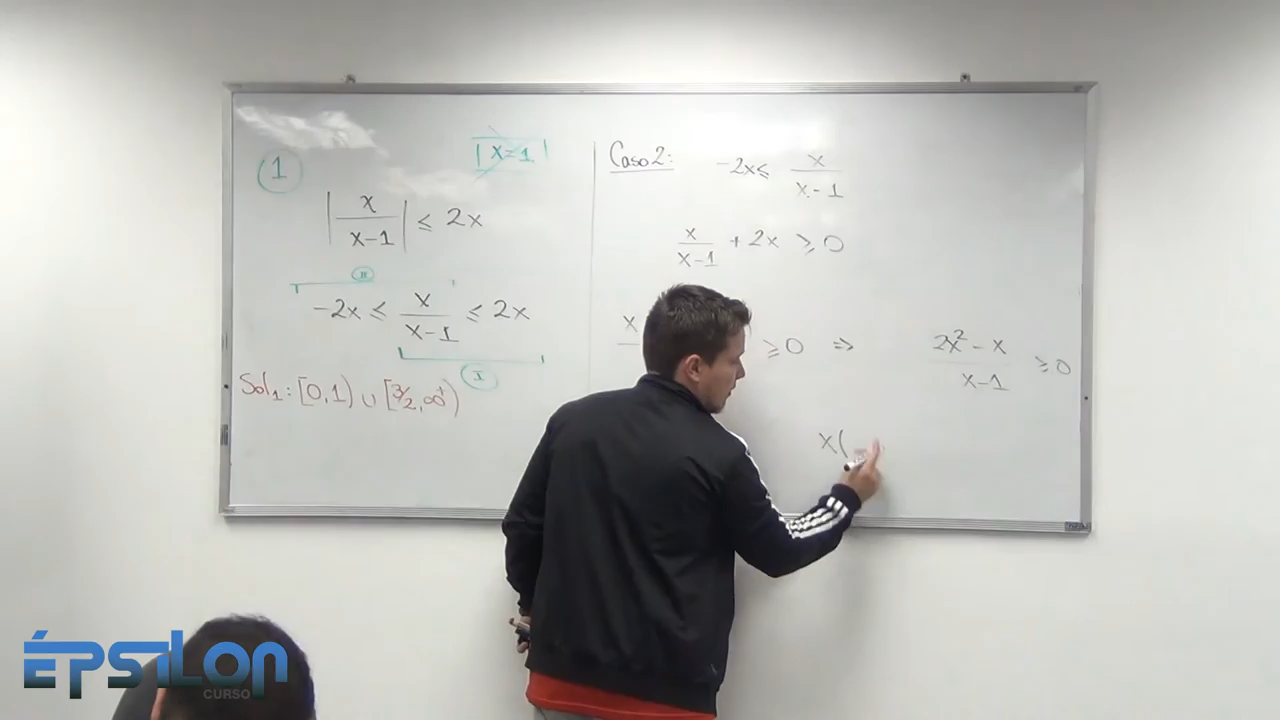 1
x=1
|x/(x-1)| ≤ 2x
II
-2x ≤ x/(x-1) ≤ 2x
I
Sol₁: [0,1) ∪ [3/2, ∞⁺)
Caso 2: -2x ≤ x/(x-1)
x/(x-1) + 2x ≥ 0
x ≥ 0 ⇒ (2x² - x)/(x-1) ≥ 0
x(
ÉPSILON
CURSO